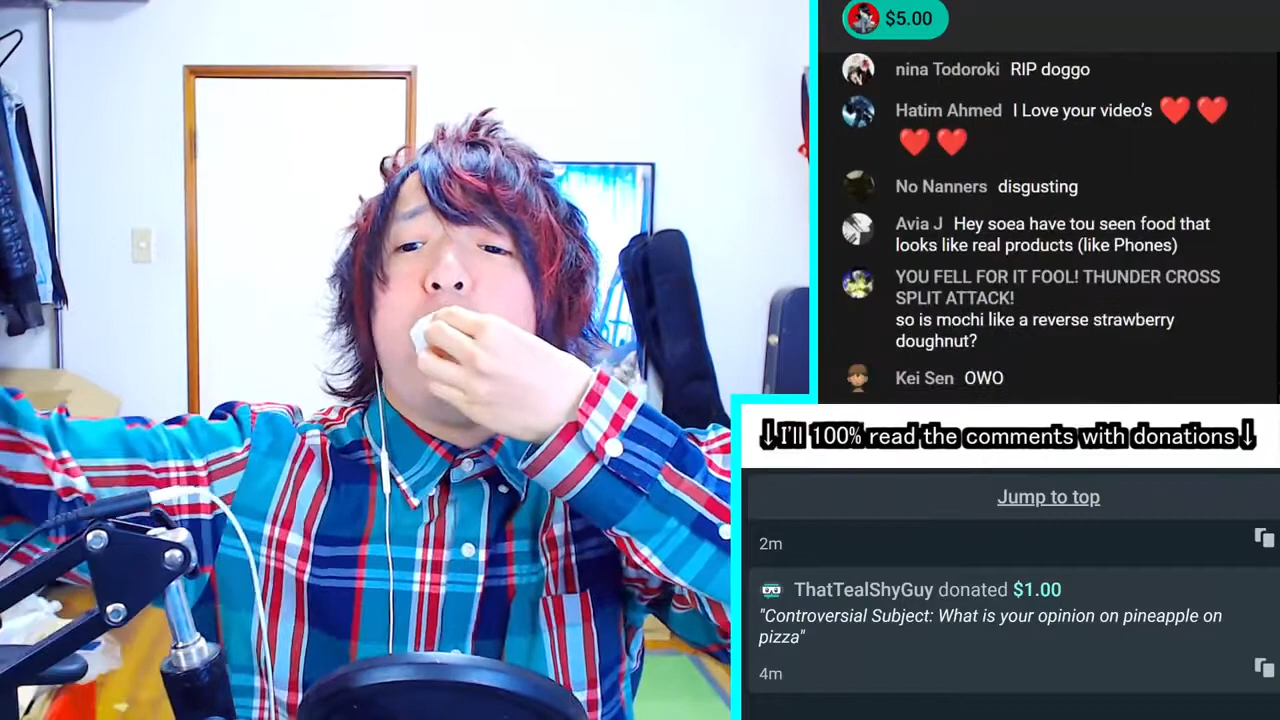 $5.00
nina Todoroki RIP doggo
Hatim Ahmed I Love your video's ❤️ ❤️
❤️ ❤️
No Nanners disgusting
Avia J Hey soea have tou seen food that
looks like real products (like Phones)
YOU FELL FOR IT FOOL! THUNDER CROSS
SPLIT ATTACK!
so is mochi like a reverse strawberry
doughnut?
Kei Sen OWO
↓I'll 100% read the comments with donations↓
Jump to top
2m
ThatTealShyGuy donated $1.00
"Controversial Subject: What is your opinion on pineapple on
pizza"
4m